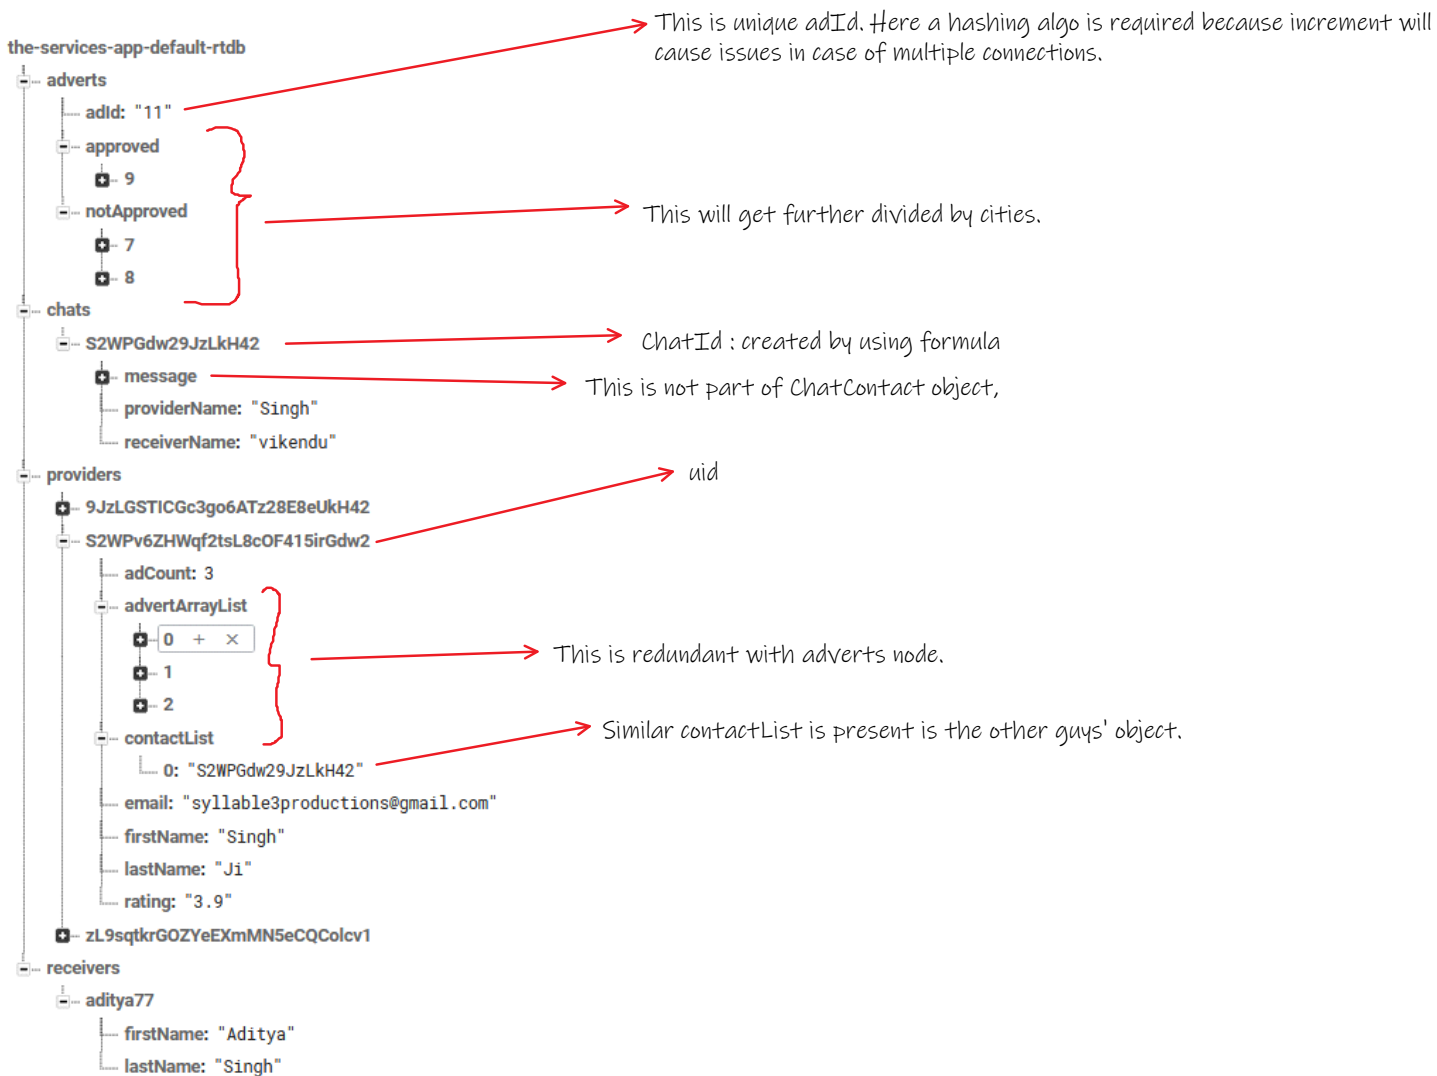 This is unique adId. Here a hashing algo is required because increment will
cause issues in case of multiple connections.
the-services-app-default-rtdb
adverts
adId: "11"
approved
9
notApproved
This will get further divided by cities.
7
8
chats
S2WPGdw29JzLkH42
ChatId : created by using formula
message
This is not part of ChatContact object,
providerName: "Singh"
receiverName: "vikendu"
providers
uid
9JzLGSTICGc3go6ATz28E8eUkH42
S2WPv6ZHWqf2tsL8cOF415irGdw2
adCount: 3
advertArrayList
0 + ×
This is redundant with adverts node.
1
2
Similar contactList is present is the other guys' object.
contactList
0: "S2WPGdw29JzLkH42"
email: "syllable3productions@gmail.com"
firstName: "Singh"
lastName: "Ji"
rating: "3.9"
zL9sqtkrGOZYeEXmMN5eCQColcv1
receivers
aditya77
firstName: "Aditya"
lastName: "Singh"